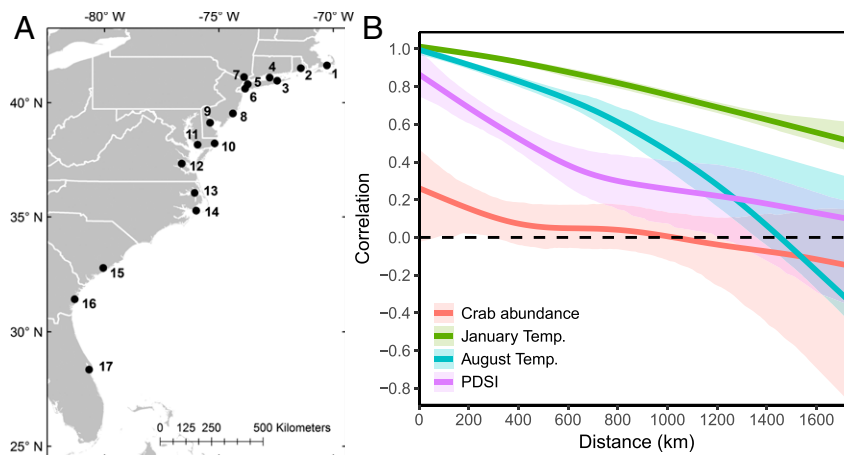 A
-80° W -75° W -70° W
40° N
35° N
30° N
25° N
1
2
3
4
5
6
7
8
9
10
11
12
13
14
15
16
17
0 125 250 500 Kilometers
B
Correlation
1.0
0.8
0.6
0.4
0.2
0.0
−0.2
−0.4
−0.6
−0.8
Crab abundance
January Temp.
August Temp.
PDSI
0 200 400 600 800 1000 1200 1400 1600
Distance (km)